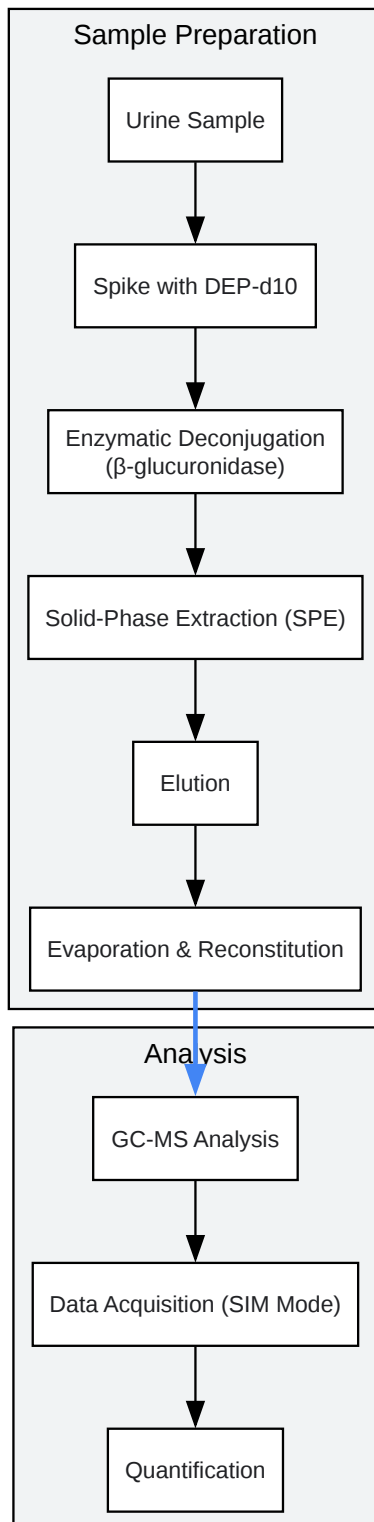 Sample Preparation
Urine Sample
Spike with DEP-d10
Enzymatic Deconjugation
(β-glucuronidase)
Solid-Phase Extraction (SPE)
Elution
Evaporation & Reconstitution
Analysis
GC-MS Analysis
Data Acquisition (SIM Mode)
Quantification